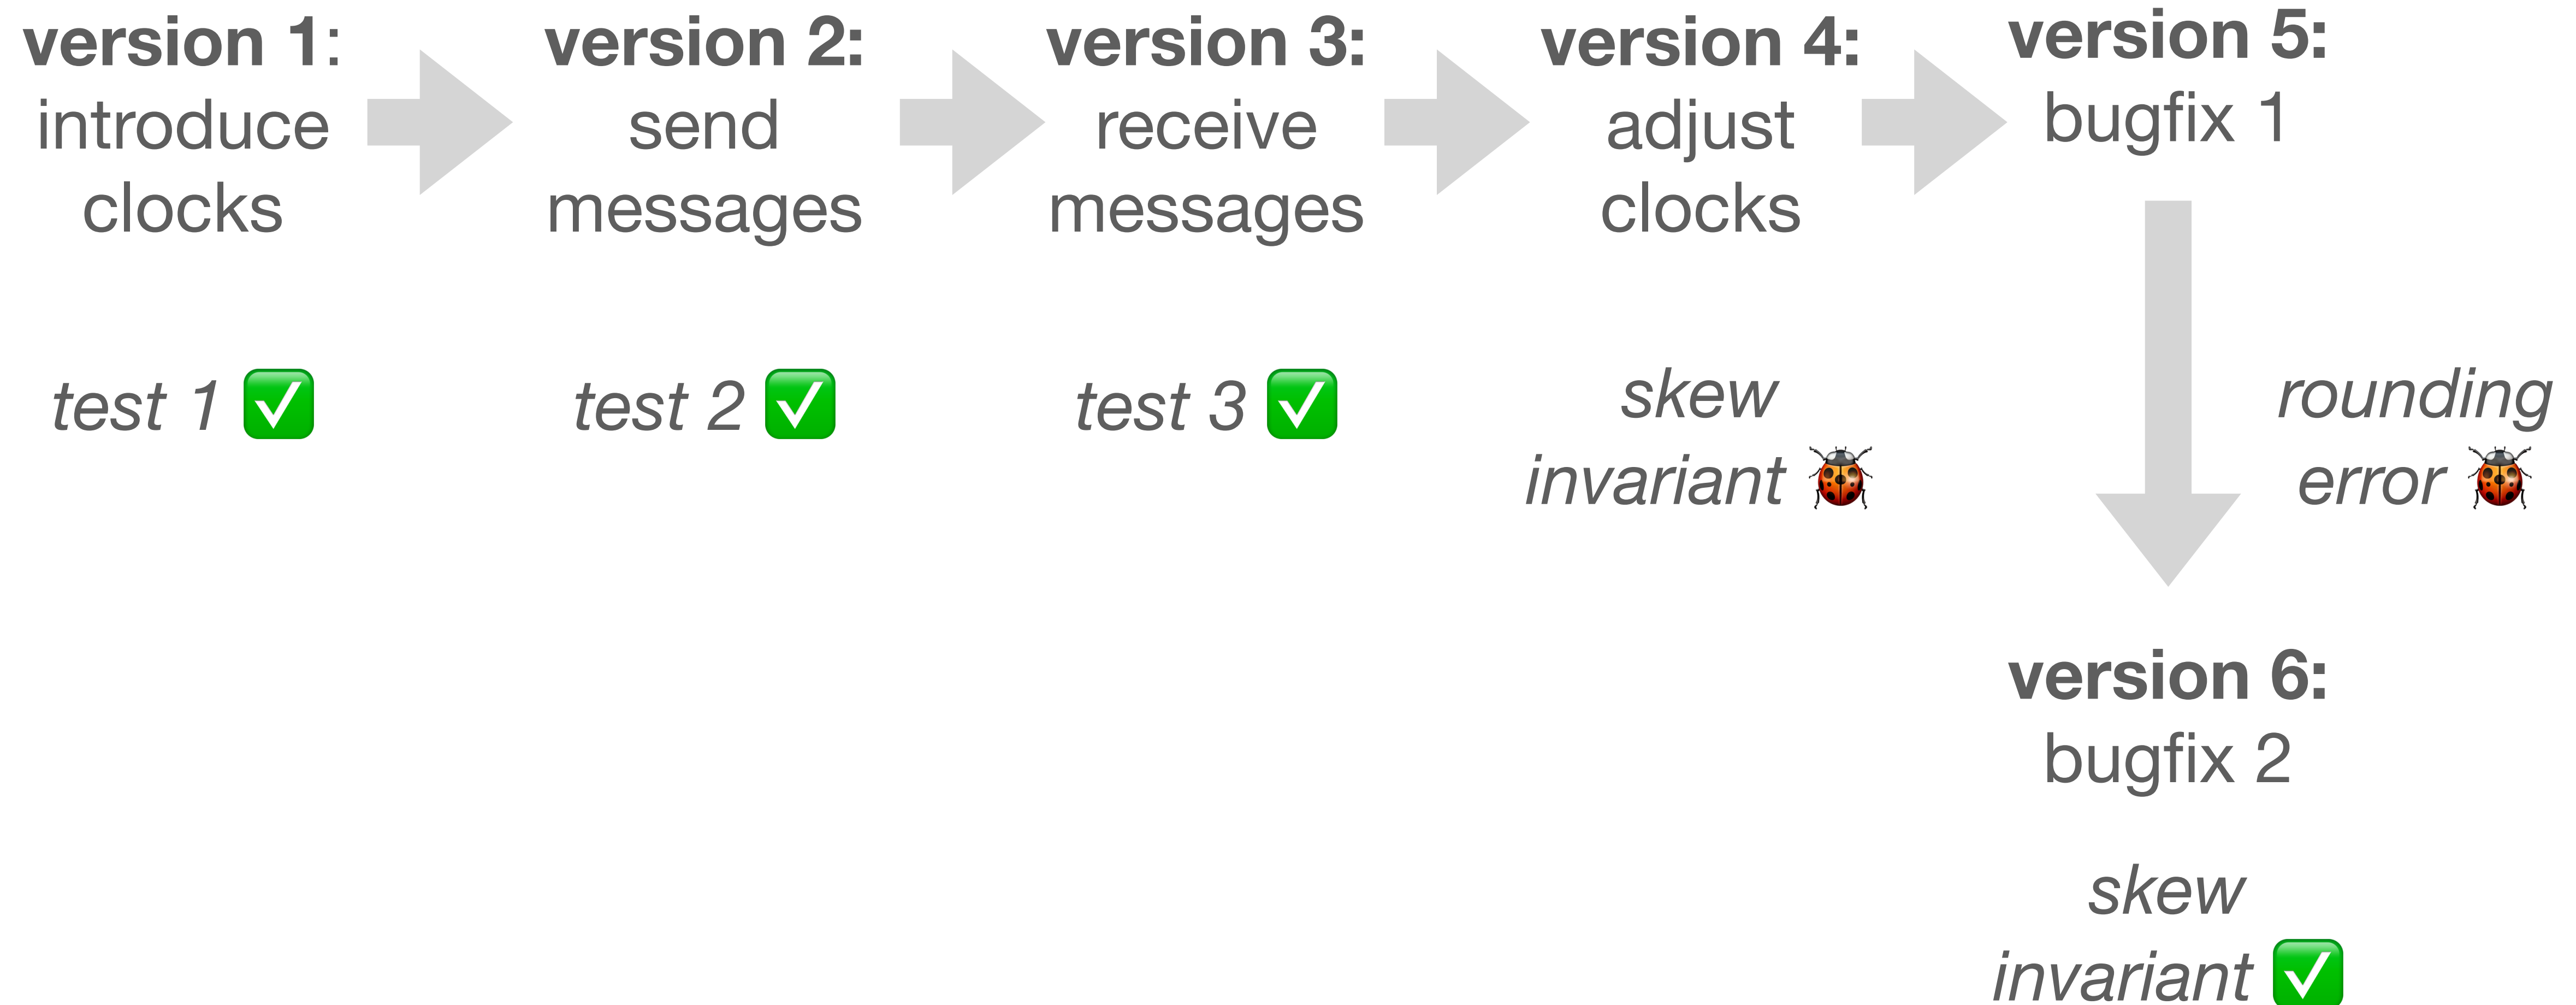 version 1:
introduce
clocks
test 1 ✅
version 2:
send
messages
test 2 ✅
version 3:
receive
messages
test 3 ✅
version 4:
adjust
clocks
skew
invariant 🐞
version 5:
bugfix 1
rounding
error 🐞
version 6:
bugfix 2
skew
invariant ✅